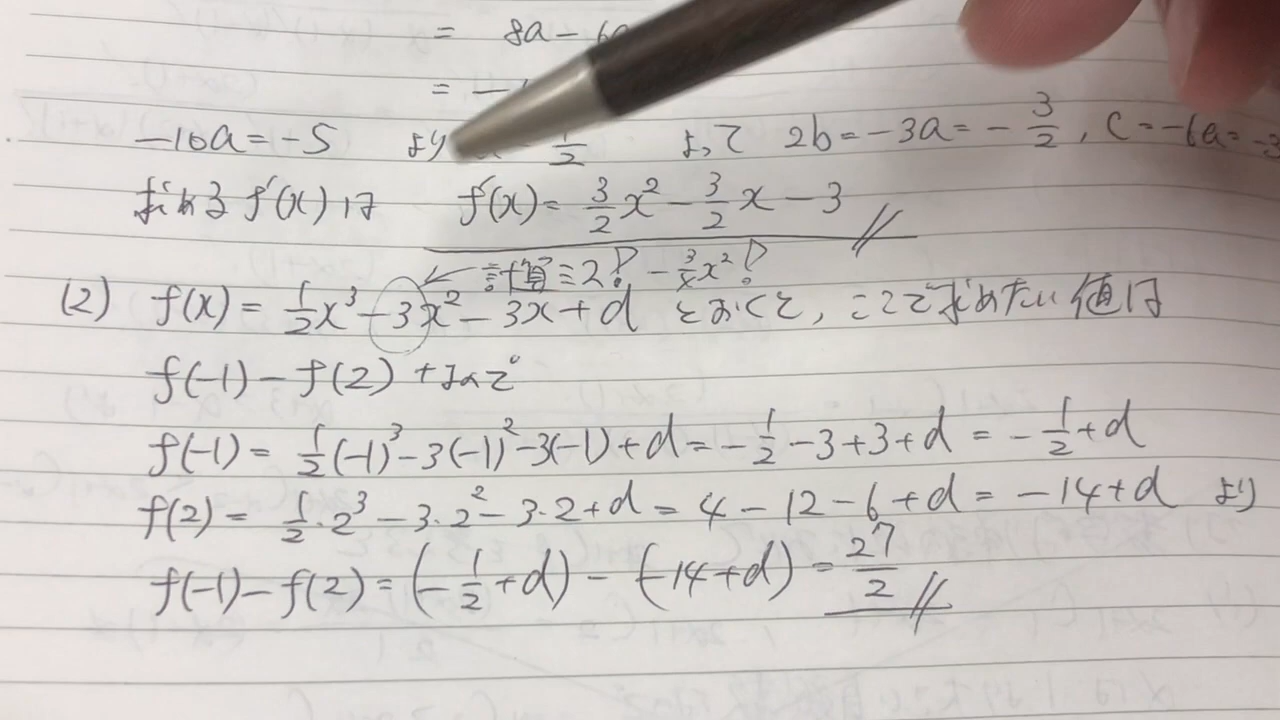 = 8a - 6a
= -
-10a = -5 より a = 1/2 よって 2b = -3a = -3/2, c = -6a = -3
求める f'(x) は f'(x) = 3/2 x² - 3/2 x - 3
計算ミス!? -3/4 x²!?
(2) f(x) = 1/2 x³ - 3x² - 3x + d とおくと, ここで求めたい値は
f(-1) - f(2) なので
f(-1) = 1/2 (-1)³ - 3(-1)² - 3(-1) + d = -1/2 - 3 + 3 + d = -1/2 + d
f(2) = 1/2・2³ - 3・2² - 3・2 + d = 4 - 12 - 6 + d = -14 + d より
f(-1) - f(2) = (-1/2 + d) - (-14 + d) = 27/2